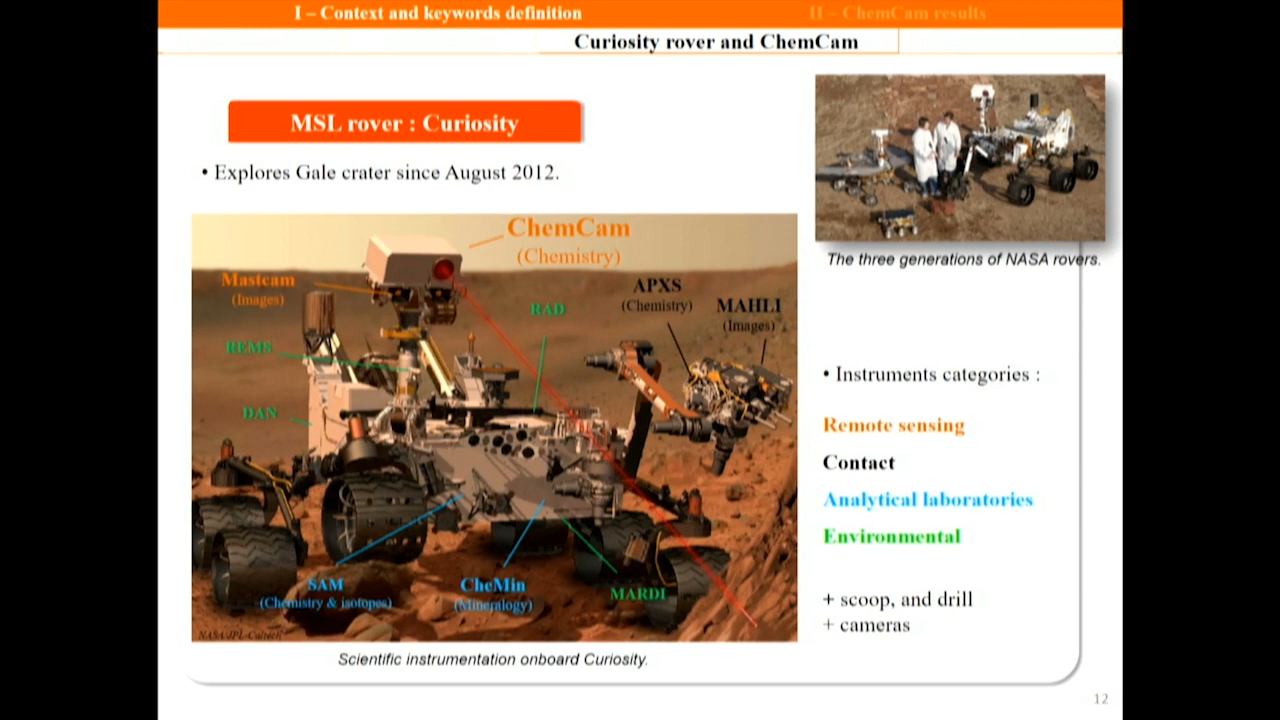 I – Context and keywords definition
II – ChemCam results
Curiosity rover and ChemCam
MSL rover : Curiosity
• Explores Gale crater since August 2012.
ChemCam
(Chemistry)
Mastcam
(Images)
APXS
(Chemistry)
MAHLI
(Images)
RAD
REMS
DAN
SAM
(Chemistry & isotopes)
CheMin
(Mineralogy)
MARDI
NASA/JPL-Caltech
Scientific instrumentation onboard Curiosity.
The three generations of NASA rovers.
• Instruments categories :
Remote sensing
Contact
Analytical laboratories
Environmental
+ scoop, and drill
+ cameras
12